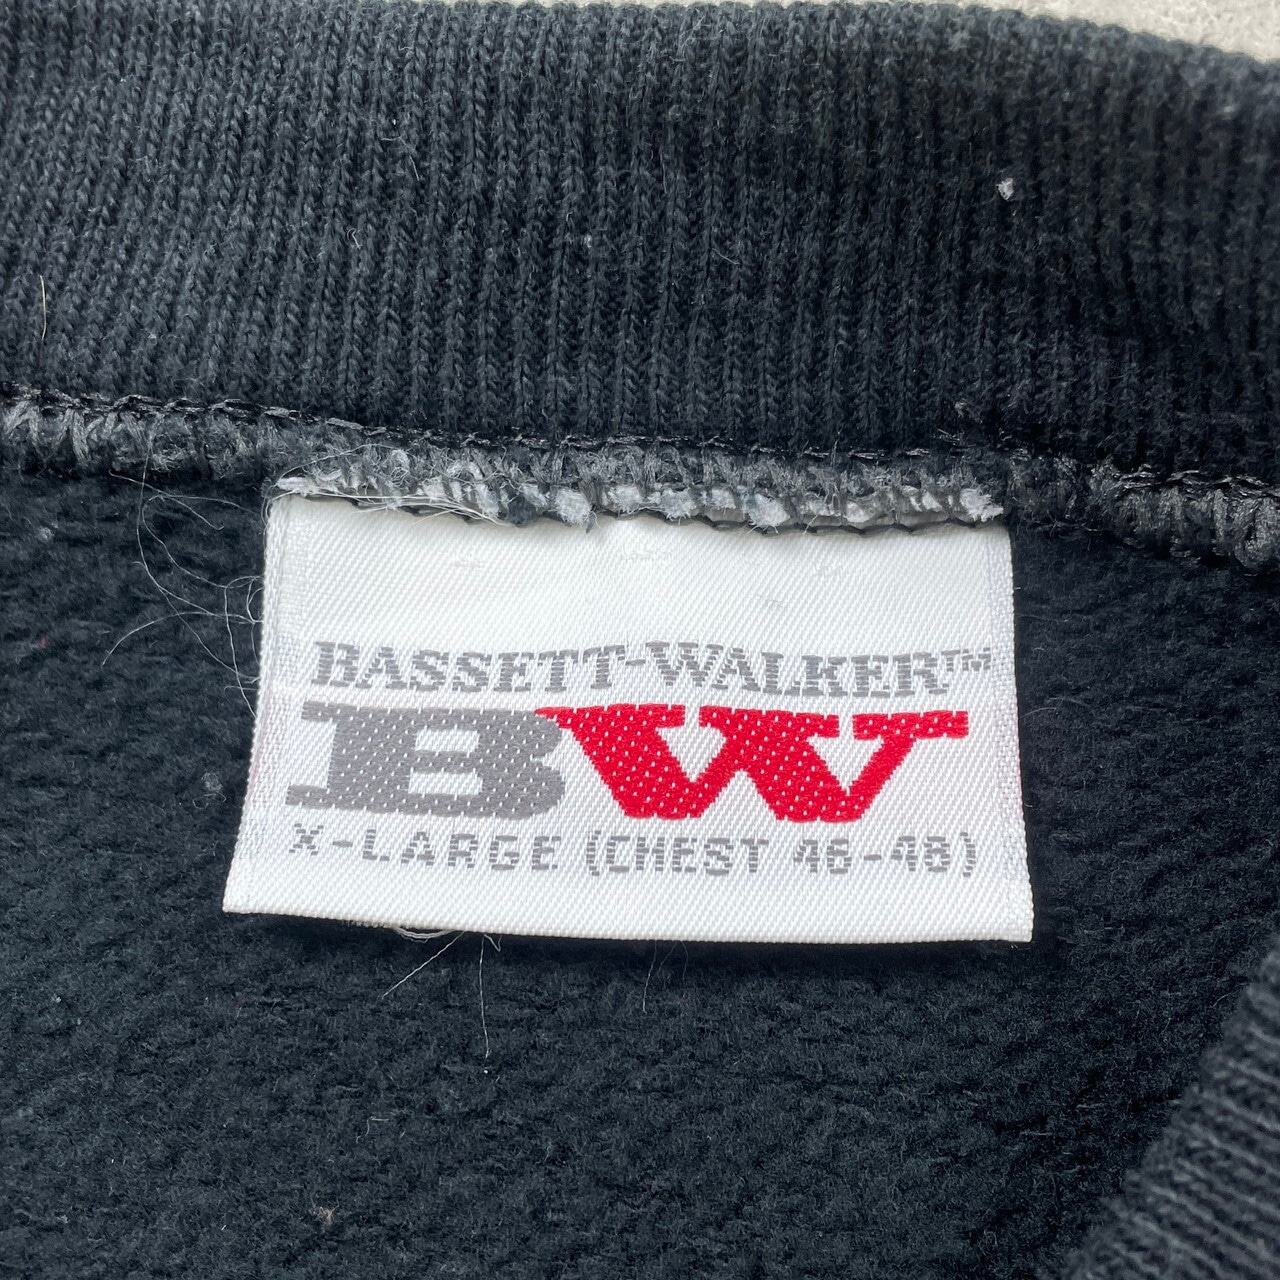 BASSETT-WALKER™
BW
X-LARGE (CHEST 46-48)